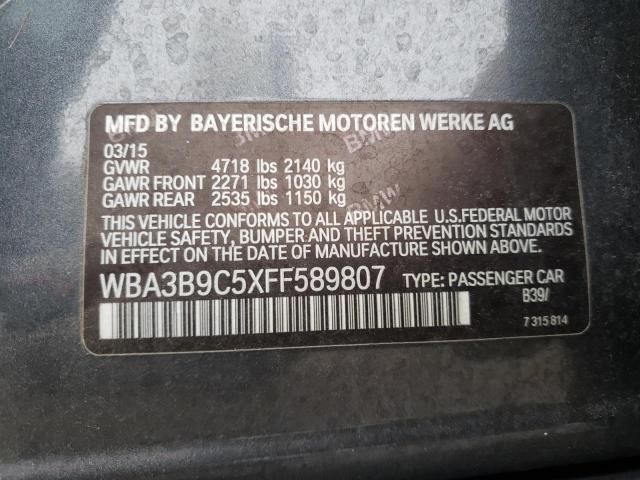 MFD BY BAYERISCHE MOTOREN WERKE AG
03/15
GVWR 4718 lbs 2140 kg
GAWR FRONT 2271 lbs 1030 kg
GAWR REAR 2535 lbs 1150 kg
THIS VEHICLE CONFORMS TO ALL APPLICABLE U.S.FEDERAL MOTOR
VEHICLE SAFETY, BUMPER AND THEFT PREVENTION STANDARDS
IN EFFECT ON THE DATE OF MANUFACTURE SHOWN ABOVE.
WBA3B9C5XFF589807 TYPE: PASSENGER CAR
B39/
7 315 814